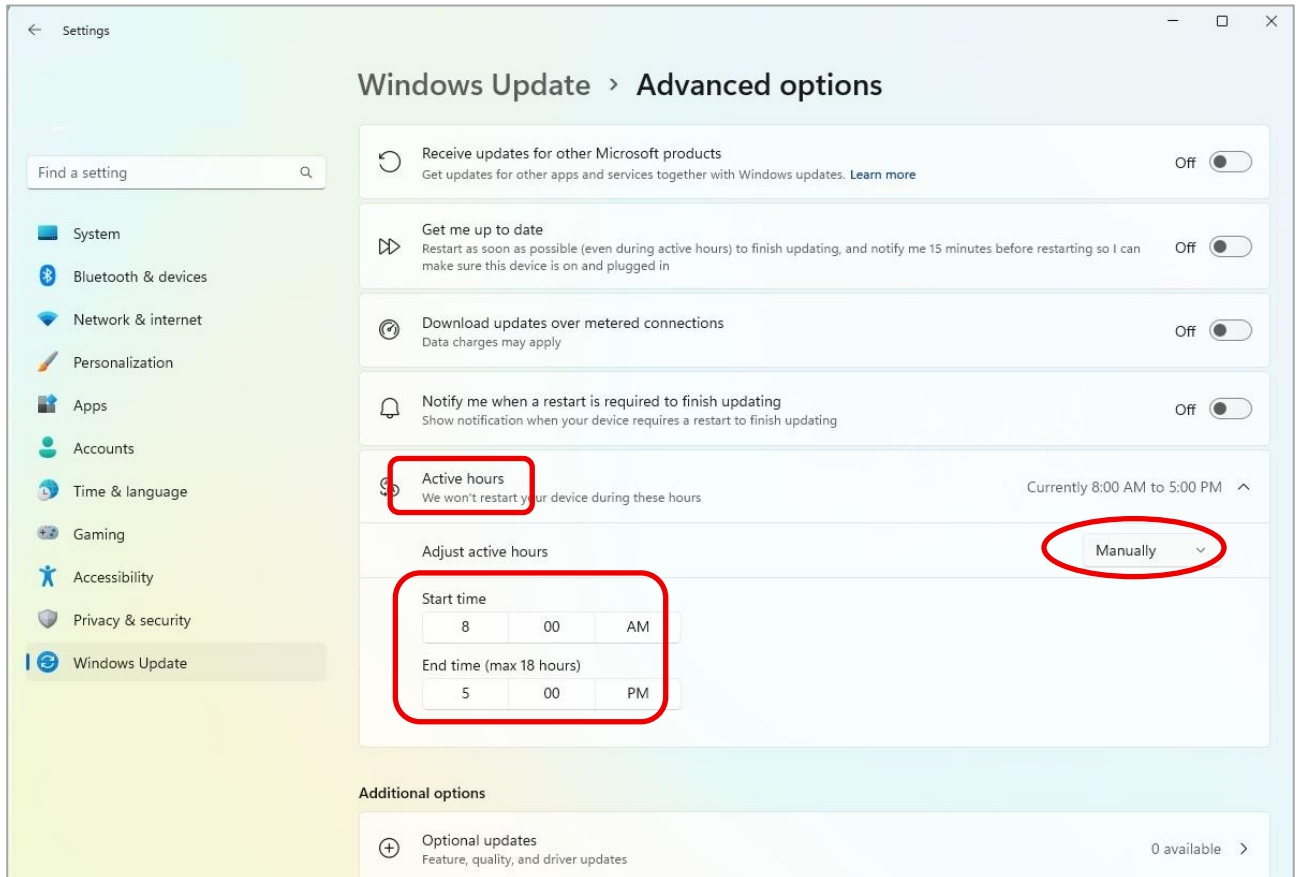 Settings
Windows Update > Advanced options
Find a setting
System
Bluetooth & devices
Network & internet
Personalization
Apps
Accounts
Time & language
Gaming
Accessibility
Privacy & security
Windows Update
Receive updates for other Microsoft products
Get updates for other apps and services together with Windows updates. Learn more
Off
Get me up to date
Restart as soon as possible (even during active hours) to finish updating, and notify me 15 minutes before restarting so I can
make sure this device is on and plugged in
Off
Download updates over metered connections
Data charges may apply
Off
Notify me when a restart is required to finish updating
Show notification when your device requires a restart to finish updating
Off
Active hours
We won't restart your device during these hours
Currently 8:00 AM to 5:00 PM
Adjust active hours
Manually
Start time
8 00 AM
End time (max 18 hours)
5 00 PM
Additional options
Optional updates
Feature, quality, and driver updates
0 available